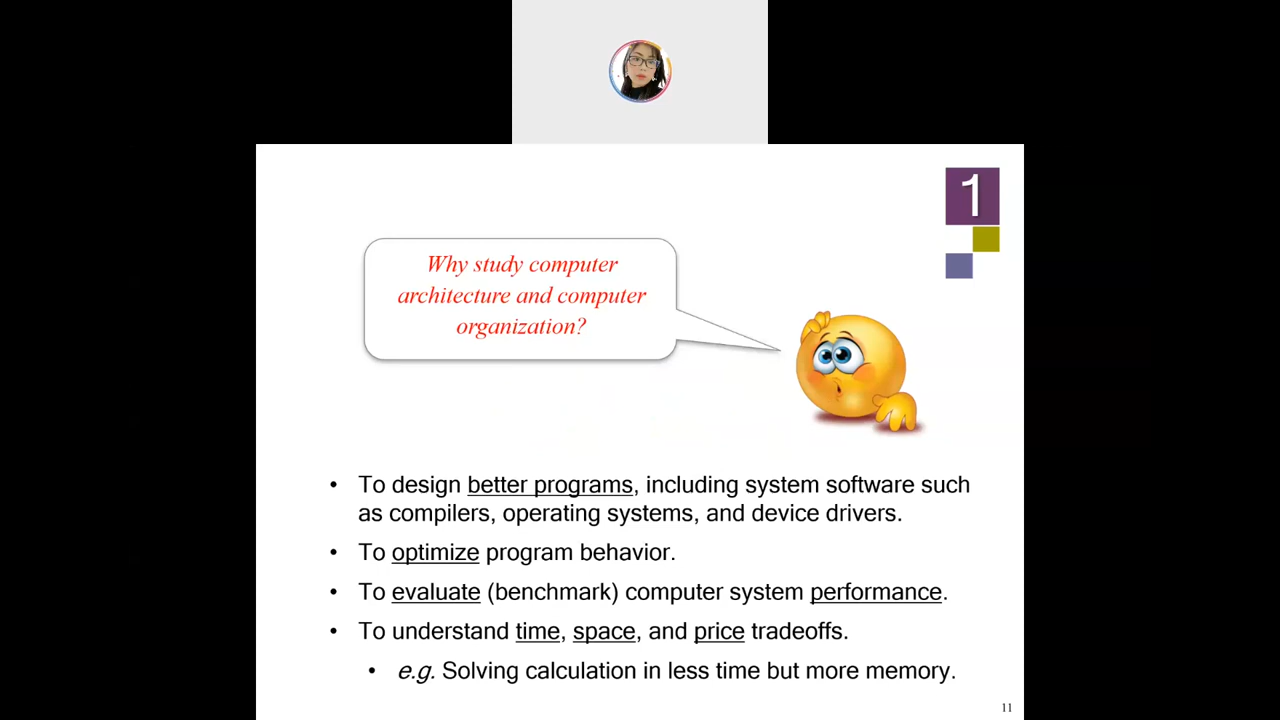 1
Why study computer
architecture and computer
organization?
• To design better programs, including system software such
as compilers, operating systems, and device drivers.
• To optimize program behavior.
• To evaluate (benchmark) computer system performance.
• To understand time, space, and price tradeoffs.
• e.g. Solving calculation in less time but more memory.
11